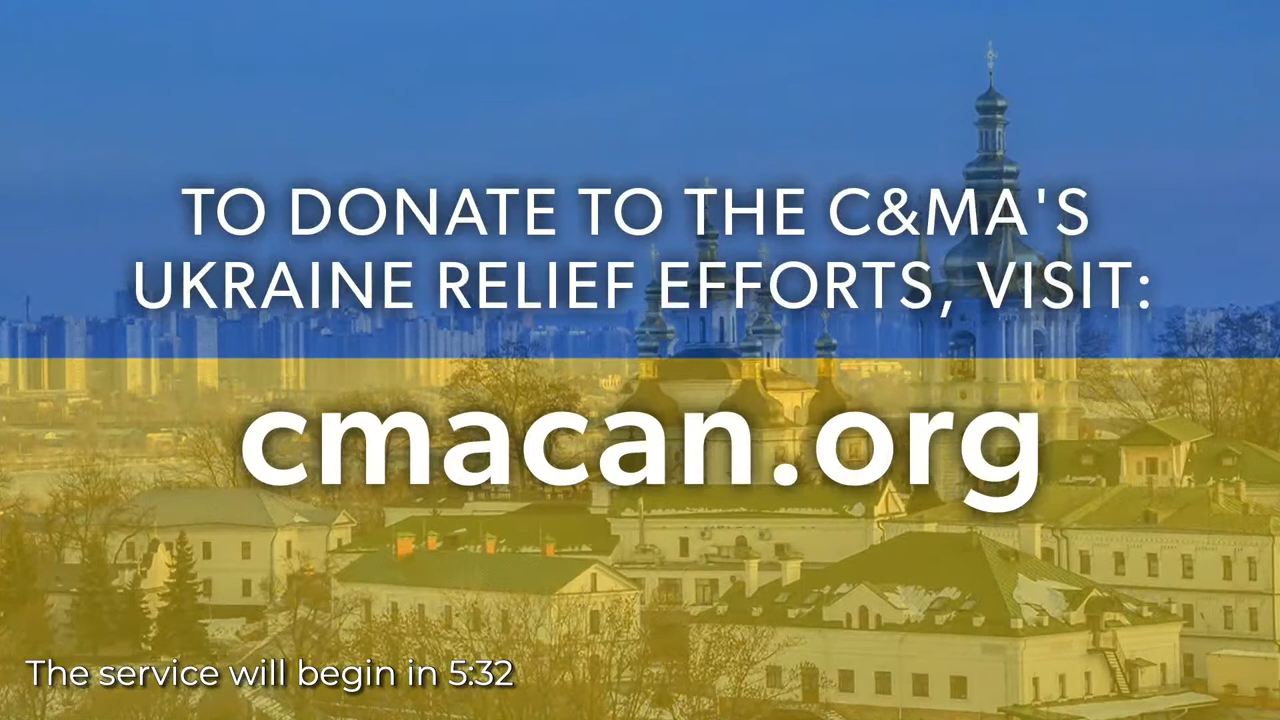 TO DONATE TO THE C&MA'S
UKRAINE RELIEF EFFORTS, VISIT:
cmacan.org
The service will begin in 5:32